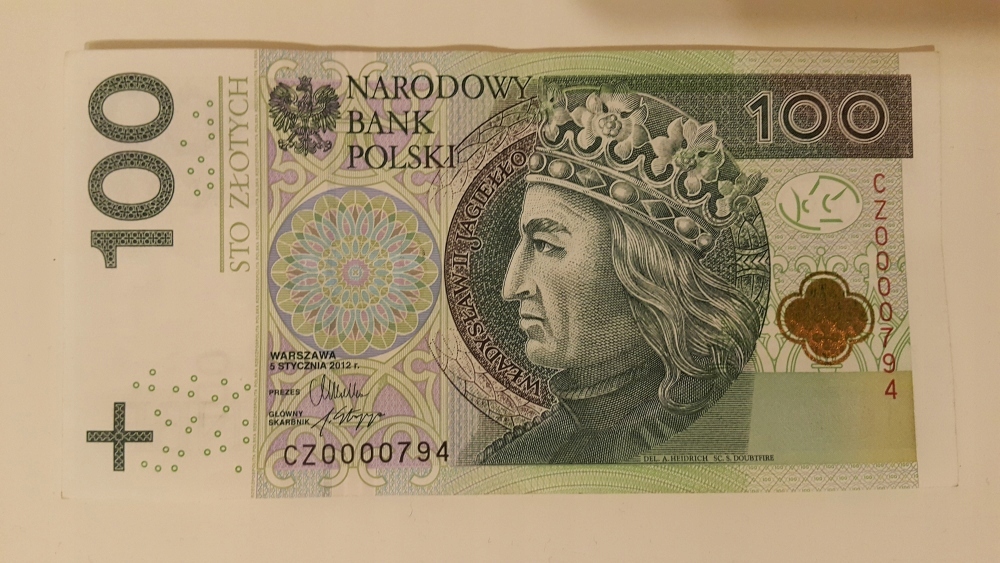 100
STO ZŁOTYCH
NARODOWY
BANK
POLSKI
100
WŁADYSŁAW II JAGIEŁŁO
CZ0000794
WARSZAWA
5 STYCZNIA 2012 r.
PREZES
GŁÓWNY
SKARBNIK
CZ0000794
DEL. A. HEIDRICH SC. S. DOUBTFIRE
+